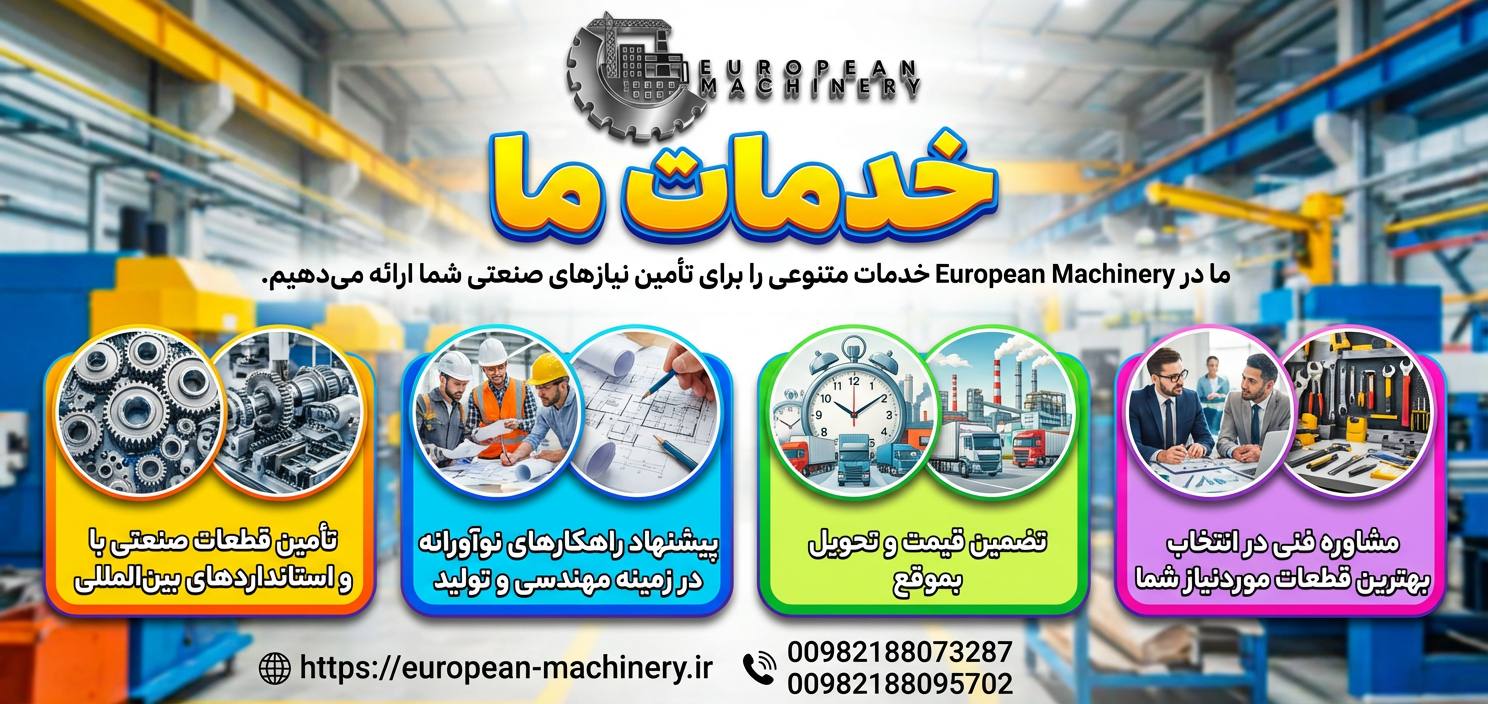 EUROPEAN
MACHINERY
خدمات ما
ما در European Machinery خدمات متنوعی را برای تأمین نیازهای صنعتی شما ارائه می‌دهیم.
مشاوره فنی در انتخاب
بهترین قطعات موردنیاز شما
تضمین قیمت و تحویل
بموقع
پیشنهاد راهکارهای نوآورانه
در زمینه مهندسی و تولید
تأمین قطعات صنعتی با
و استانداردهای بین‌المللی
https://european-machinery.ir
00982188073287
00982188095702